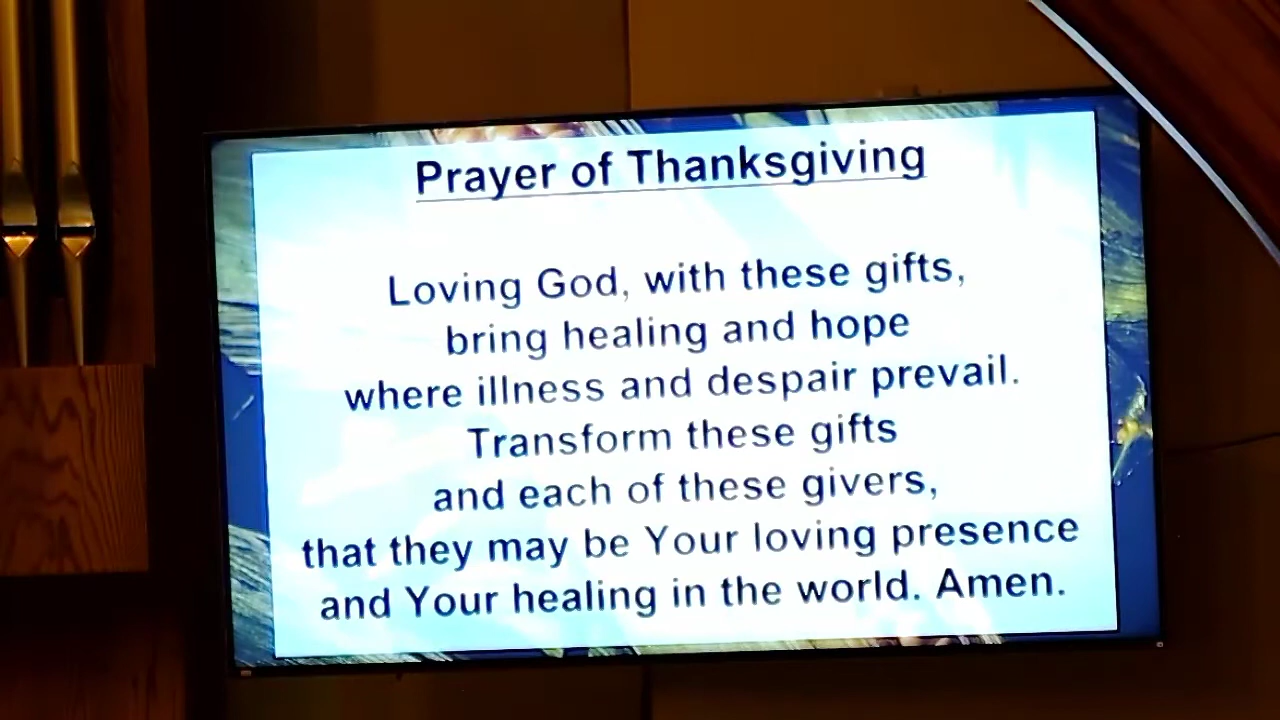 Prayer of Thanksgiving
Loving God, with these gifts,
bring healing and hope
where illness and despair prevail.
Transform these gifts
and each of these givers,
that they may be Your loving presence
and Your healing in the world. Amen.